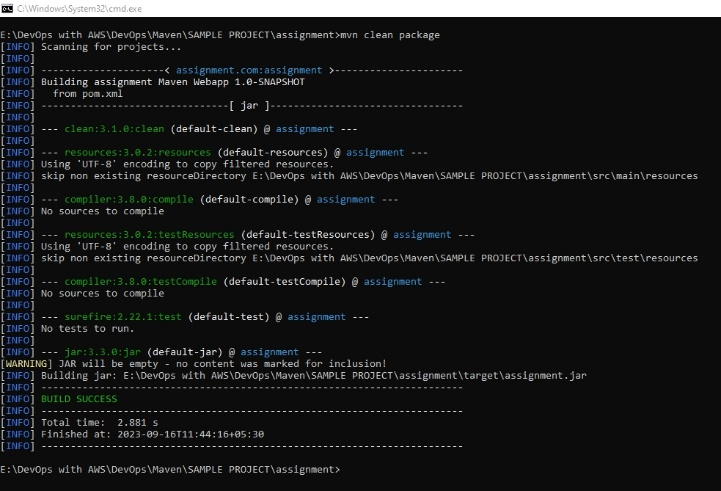 C:\Windows\System32\cmd.exe
E:\DevOps with AWS\DevOps\Maven\SAMPLE PROJECT\assignment>mvn clean package
[INFO] Scanning for projects...
[INFO]
[INFO] --------------------< assignment.com:assignment >---------------------
[INFO] Building assignment Maven Webapp 1.0-SNAPSHOT
[INFO]   from pom.xml
[INFO] --------------------------------[ jar ]---------------------------------
[INFO]
[INFO] --- clean:3.1.0:clean (default-clean) @ assignment ---
[INFO]
[INFO] --- resources:3.0.2:resources (default-resources) @ assignment ---
[INFO] Using 'UTF-8' encoding to copy filtered resources.
[INFO] skip non existing resourceDirectory E:\DevOps with AWS\DevOps\Maven\SAMPLE PROJECT\assignment\src\main\resources
[INFO]
[INFO] --- compiler:3.8.0:compile (default-compile) @ assignment ---
[INFO] No sources to compile
[INFO]
[INFO] --- resources:3.0.2:testResources (default-testResources) @ assignment ---
[INFO] Using 'UTF-8' encoding to copy filtered resources.
[INFO] skip non existing resourceDirectory E:\DevOps with AWS\DevOps\Maven\SAMPLE PROJECT\assignment\src\test\resources
[INFO]
[INFO] --- compiler:3.8.0:testCompile (default-testCompile) @ assignment ---
[INFO] No sources to compile
[INFO]
[INFO] --- surefire:2.22.1:test (default-test) @ assignment ---
[INFO] No tests to run.
[INFO]
[INFO] --- jar:3.3.0:jar (default-jar) @ assignment ---
[WARNING] JAR will be empty - no content was marked for inclusion!
[INFO] Building jar: E:\DevOps with AWS\DevOps\Maven\SAMPLE PROJECT\assignment\target\assignment.jar
[INFO] ------------------------------------------------------------------------
[INFO] BUILD SUCCESS
[INFO] ------------------------------------------------------------------------
[INFO] Total time:  2.881 s
[INFO] Finished at: 2023-09-16T11:44:16+05:30
[INFO] ------------------------------------------------------------------------
E:\DevOps with AWS\DevOps\Maven\SAMPLE PROJECT\assignment>